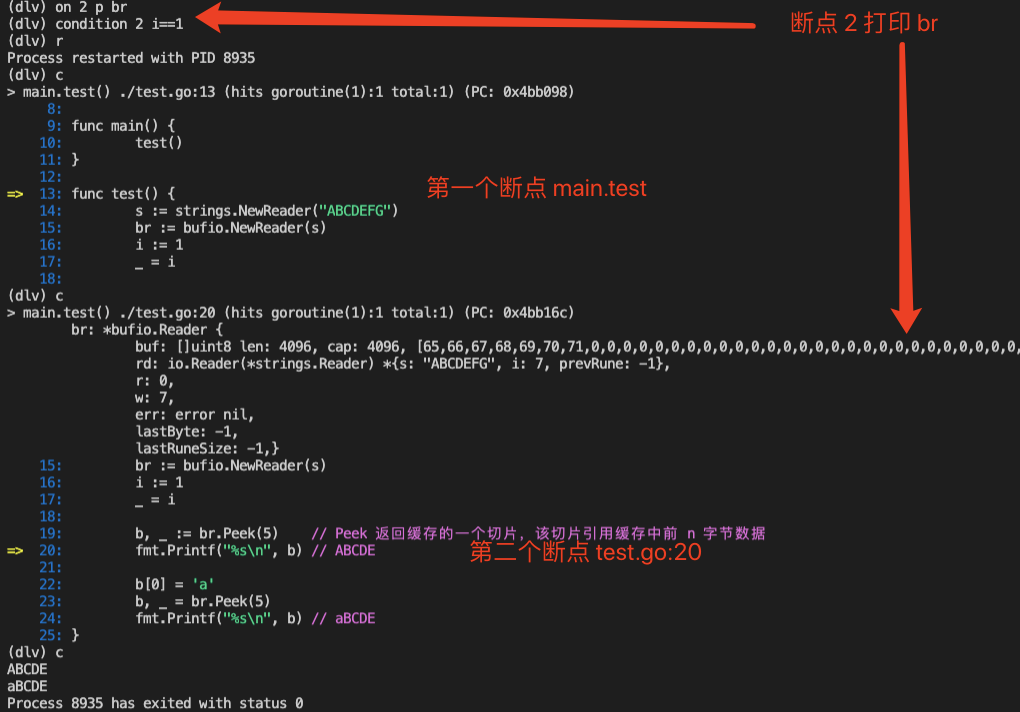 (dlv) on 2 p br
(dlv) condition 2 i==1
断点 2 打印 br
(dlv) r
Process restarted with PID 8935
(dlv) c
> main.test() ./test.go:13 (hits goroutine(1):1 total:1) (PC: 0x4bb098)
8:
9: func main() {
10: test()
11: }
12:
=> 13: func test() {
第一个断点 main.test
14: s := strings.NewReader("ABCDEFG")
15: br := bufio.NewReader(s)
16: i := 1
17: _ = i
18:
(dlv) c
> main.test() ./test.go:20 (hits goroutine(1):1 total:1) (PC: 0x4bb16c)
br: *bufio.Reader {
buf: []uint8 len: 4096, cap: 4096, [65,66,67,68,69,70,71,0,0,0,0,0,0,0,0,0,0,0,0,0,0,0,0,0,0,0,0,0,0,0,0,0,0,0,
rd: io.Reader(*strings.Reader) *{s: "ABCDEFG", i: 7, prevRune: -1},
r: 0,
w: 7,
err: error nil,
lastByte: -1,
lastRuneSize: -1,}
15: br := bufio.NewReader(s)
16: i := 1
17: _ = i
18:
19: b, _ := br.Peek(5) // Peek 返回缓存的一个切片，该切片引用缓存中前 n 字节数据
=> 20: fmt.Printf("%s\n", b) // ABCDE
第二个断点 test.go:20
21:
22: b[0] = 'a'
23: b, _ = br.Peek(5)
24: fmt.Printf("%s\n", b) // aBCDE
25: }
(dlv) c
ABCDE
aBCDE
Process 8935 has exited with status 0